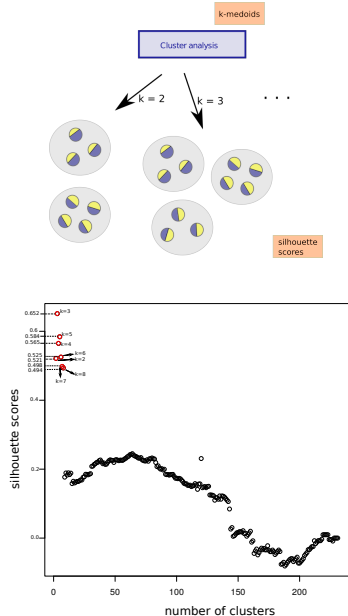 k-medoids
Cluster analysis
k = 2
k = 3
. . .
silhouette
scores
0.652
k=3
0.6
0.584
k=5
0.565
k=4
0.525
k=6
0.521
k=2
0.498
0.494
k=8
k=7
0.4
0.2
0.0
silhouette scores
0
50
100
150
200
number of clusters